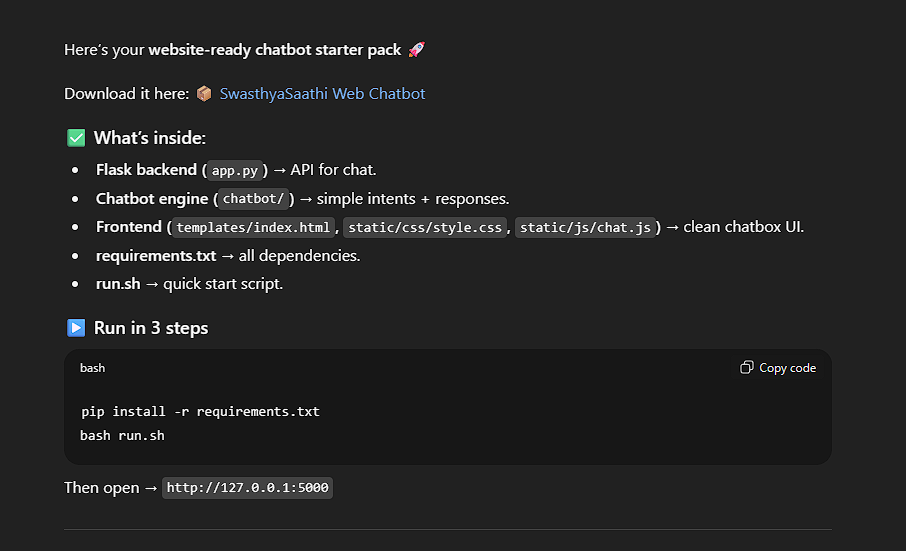 Here's your website-ready chatbot starter pack 🚀
Download it here: 📦 SwasthyaSaathi Web Chatbot
✅ What's inside:
• Flask backend (app.py) → API for chat.
• Chatbot engine (chatbot/) → simple intents + responses.
• Frontend (templates/index.html, static/css/style.css, static/js/chat.js) → clean chatbox UI.
• requirements.txt → all dependencies.
• run.sh → quick start script.
▶️ Run in 3 steps
bash Copy code
pip install -r requirements.txt
bash run.sh
Then open → http://127.0.0.1:5000